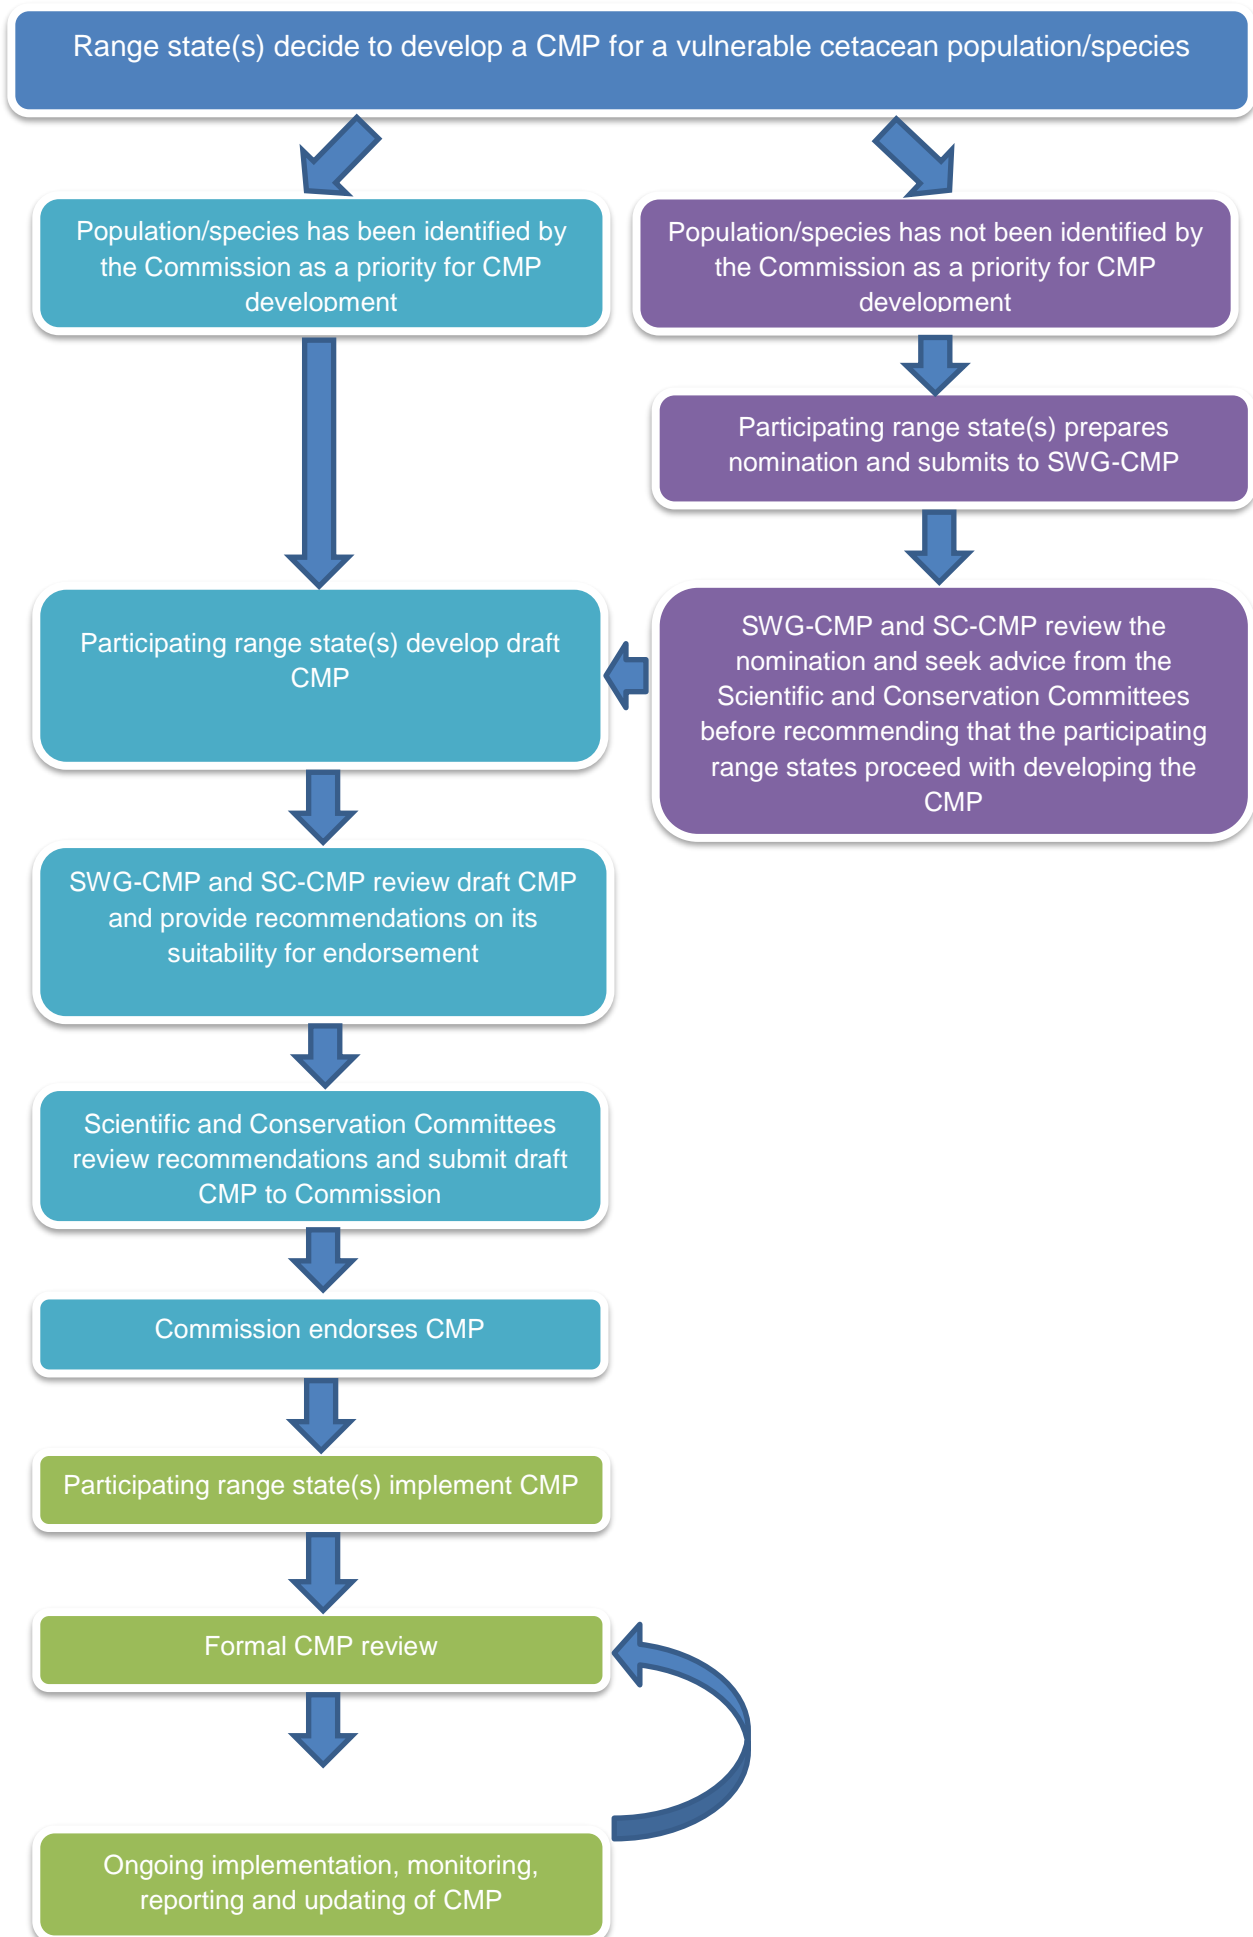 Range state(s) decide to develop a CMP for a vulnerable cetacean population/species
Population/species has been identified by
the Commission as a priority for CMP
development
Population/species has not been identified by
the Commission as a priority for CMP
development
Participating range state(s) prepares
nomination and submits to SWG-CMP
SWG-CMP and SC-CMP review the
nomination and seek advice from the
Scientific and Conservation Committees
before recommending that the participating
range states proceed with developing the
CMP
Participating range state(s) develop draft
CMP
SWG-CMP and SC-CMP review draft CMP
and provide recommendations on its
suitability for endorsement
Scientific and Conservation Committees
review recommendations and submit draft
CMP to Commission
Commission endorses CMP
Participating range state(s) implement CMP
Formal CMP review
Ongoing implementation, monitoring,
reporting and updating of CMP